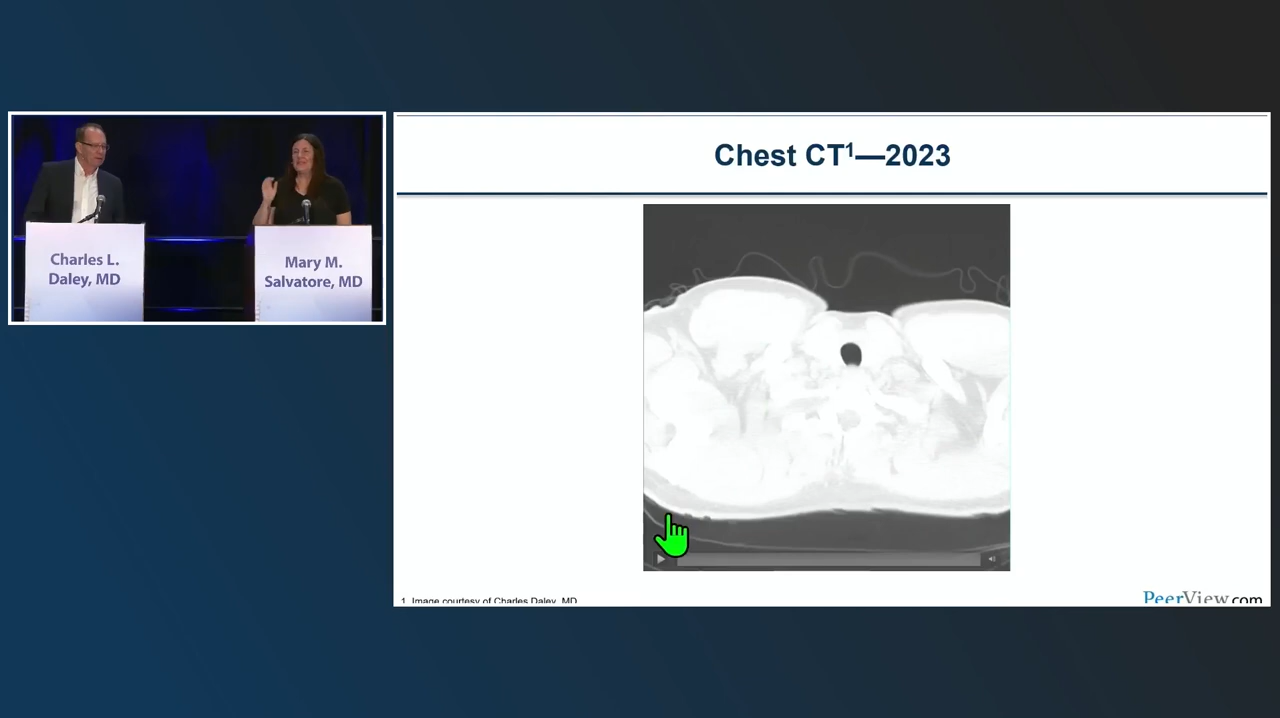 Chest CT1—2023
Charles L.
Daley, MD
Mary M.
Salvatore, MD
1. Image courtesy of Charles Daley, MD
PeerView.com